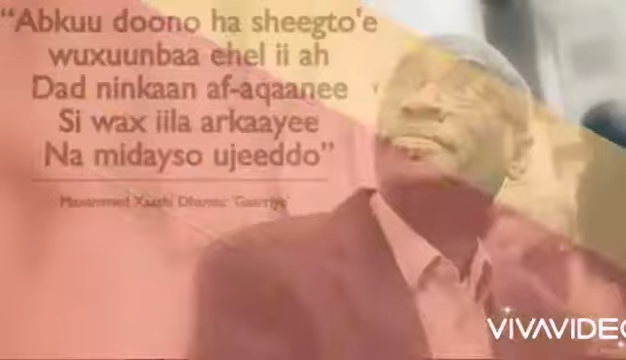 “Abkuu doono ha sheegto'e
wuxuunbaa ehel ii ah
Dad ninkaan af-aqaanee
Si wax iila arkaayee
Na midayso ujeeddo”
Maxammed Xaashi Dhamac 'Gaarriye'
VIVAVIDEO